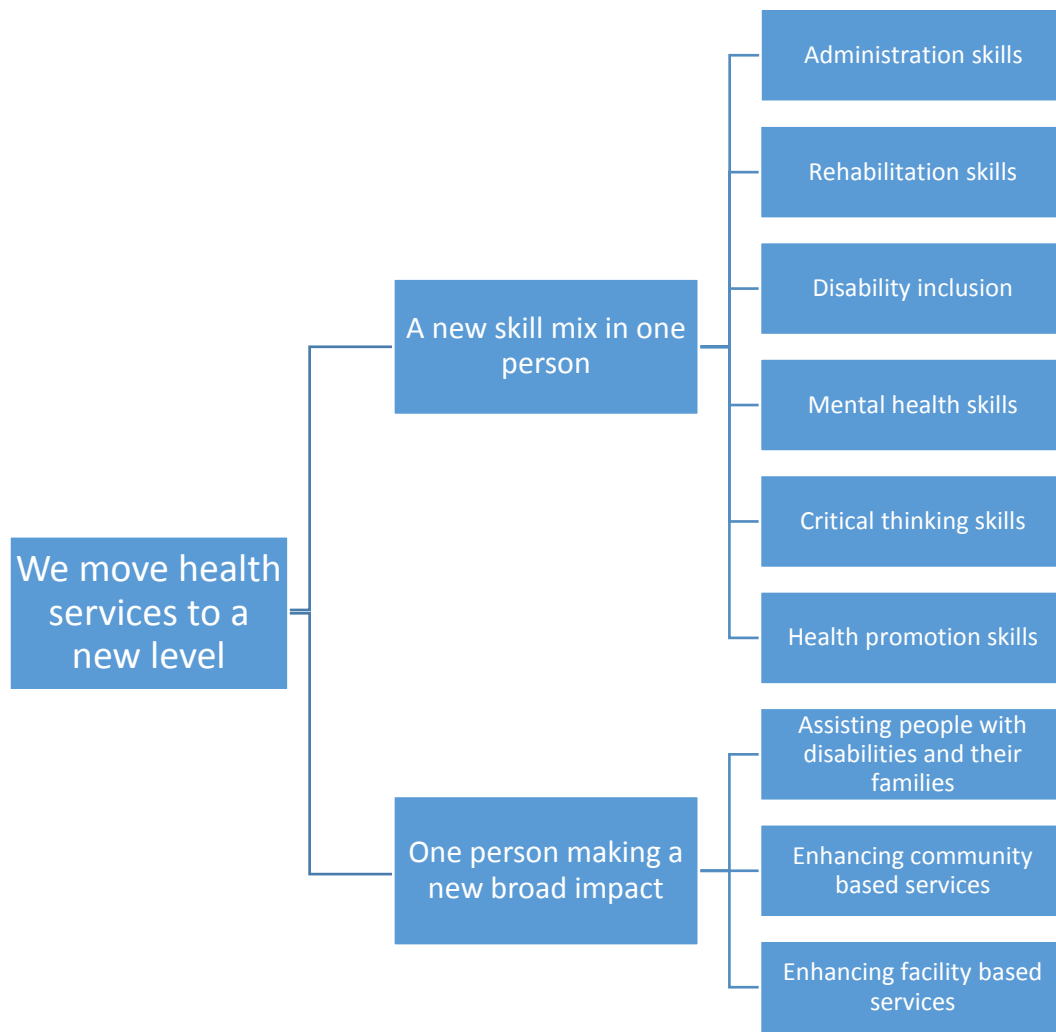 We move health
services to a
new level
A new skill mix in one
person
Administration skills
Rehabilitation skills
Disability inclusion
Mental health skills
Critical thinking skills
Health promotion skills
One person making a
new broad impact
Assisting people with
disabilities and their
families
Enhancing community
based services
Enhancing facility based
services